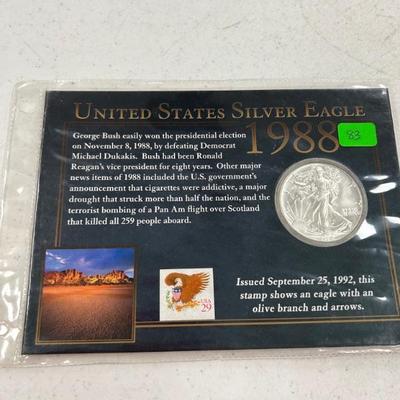 UNITED STATES SILVER EAGLE
1988
83
George Bush easily won the presidential election
on November 8, 1988, by defeating Democrat
Michael Dukakis. Bush had been Ronald
Reagan's vice president for eight years. Other major
news items of 1988 included the U.S. government's
announcement that cigarettes were addictive, a major
drought that struck more than half the nation, and
the terrorist bombing of a Pan Am flight over Scotland
that killed all 259 people aboard.
USA
29
Issued September 25, 1992, this
stamp shows an eagle with an
olive branch and arrows.